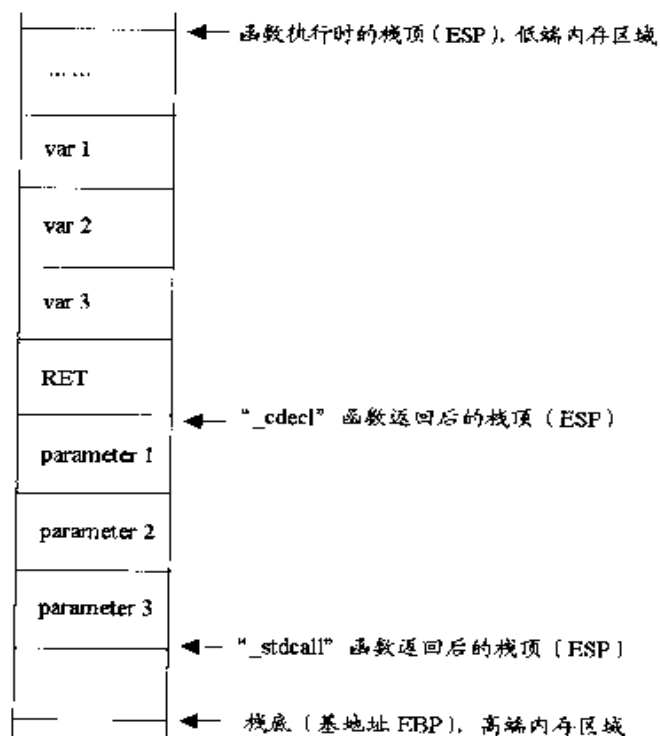 函数执行时的栈顶（ESP），低端内存区域
... ...
var 1
var 2
var 3
RET
"_cdecl" 函数返回后的栈顶（ESP）
parameter 1
parameter 2
parameter 3
"_stdcall" 函数返回后的栈顶（ESP）
栈底（基地址 EBP），高端内存区域